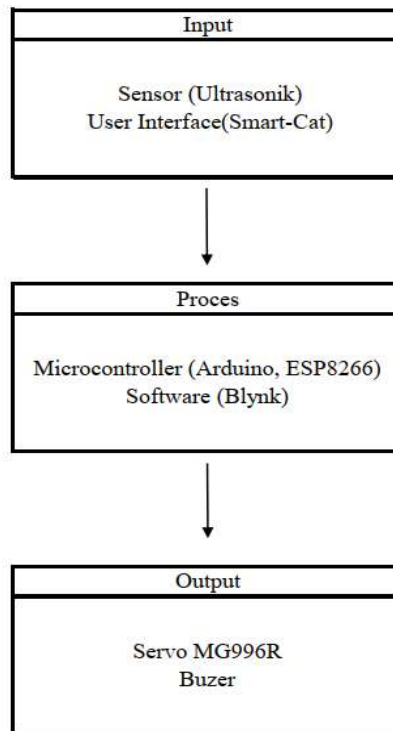 Input
Sensor (Ultrasonik)
User Interface(Smart-Cat)
Proces
Microcontroller (Arduino, ESP8266)
Software (Blynk)
Output
Servo MG996R
Buzer